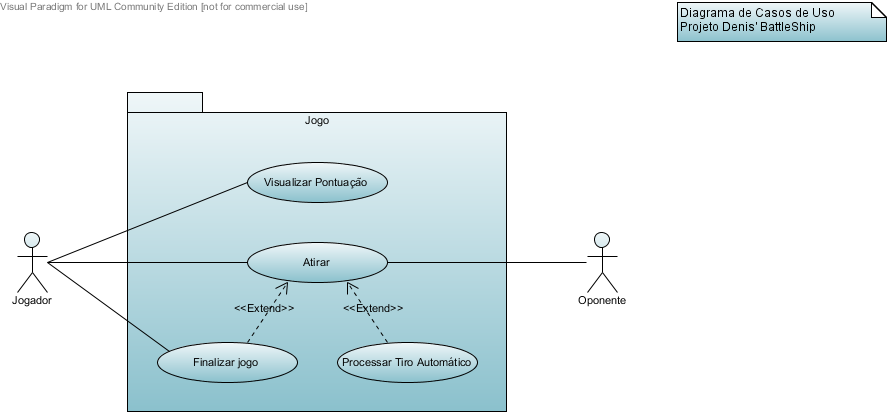 Visual Paradigm for UML Community Edition [not for commercial use]
Diagrama de Casos de Uso
Projeto Denis' BattleShip
Jogo
Visualizar Pontuação
Atirar
Jogador
Oponente
<<Extend>>
<<Extend>>
Finalizar jogo
Processar Tiro Automático